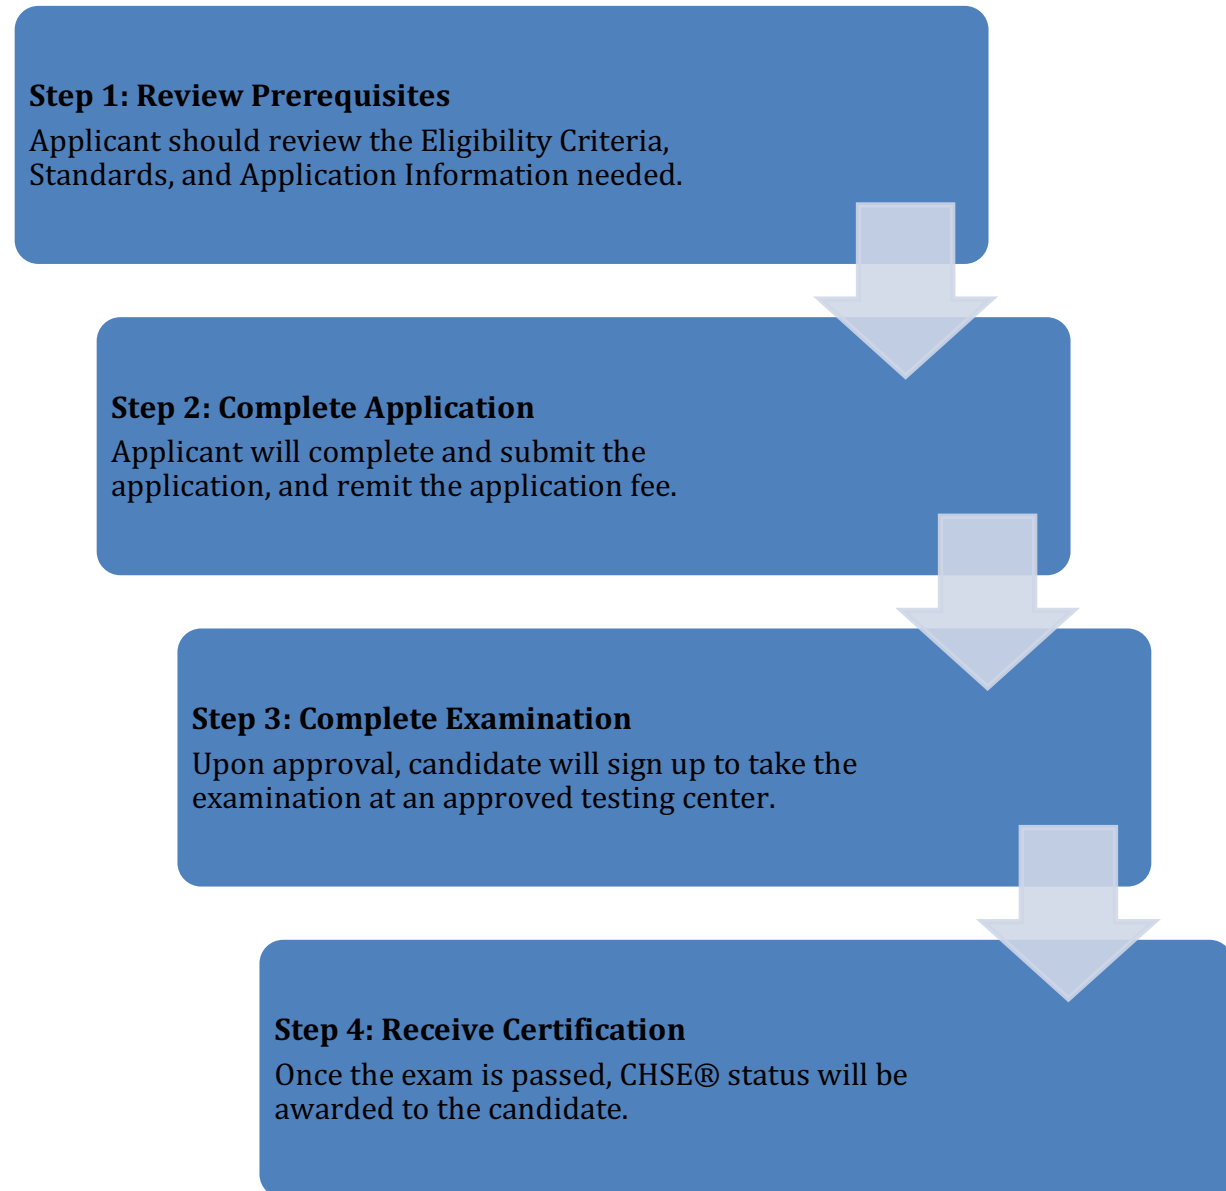 Step 1: Review Prerequisites
Applicant should review the Eligibility Criteria,
Standards, and Application Information needed.
Step 2: Complete Application
Applicant will complete and submit the
application, and remit the application fee.
Step 3: Complete Examination
Upon approval, candidate will sign up to take the
examination at an approved testing center.
Step 4: Receive Certification
Once the exam is passed, CHSE® status will be
awarded to the candidate.